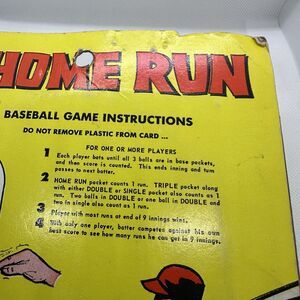 HOME RUN
BASEBALL GAME INSTRUCTIONS
DO NOT REMOVE PLASTIC FROM CARD ...
FOR ONE OR MORE PLAYERS
1 Each player bats until all 3 balls are in base pockets,
and then score is counted. This ends inning and turn
passes to next batter.
2 HOME RUN pocket counts 1 run. TRIPLE pocket along
with either DOUBLE or SINGLE pocket also counts as 1
run. Two balls in DOUBLE or one ball in DOUBLE and
two in single also count as 1 run.
3 Player with most runs at end of 9 innings wins.
4 With only one player, batter competes against his own
best score to see how many runs he can get in 9 innings.